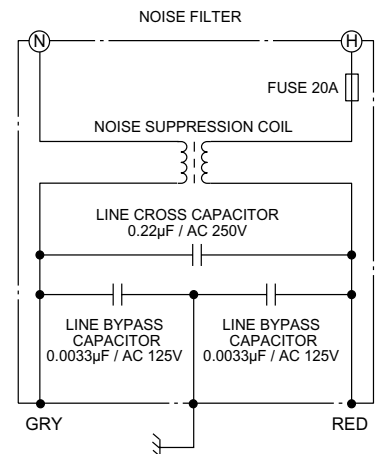 NOISE FILTER
N
H
FUSE 20A
NOISE SUPPRESSION COIL
LINE CROSS CAPACITOR
0.22µF / AC 250V
LINE BYPASS
CAPACITOR
0.0033µF / AC 125V
LINE BYPASS
CAPACITOR
0.0033µF / AC 125V
GRY
RED